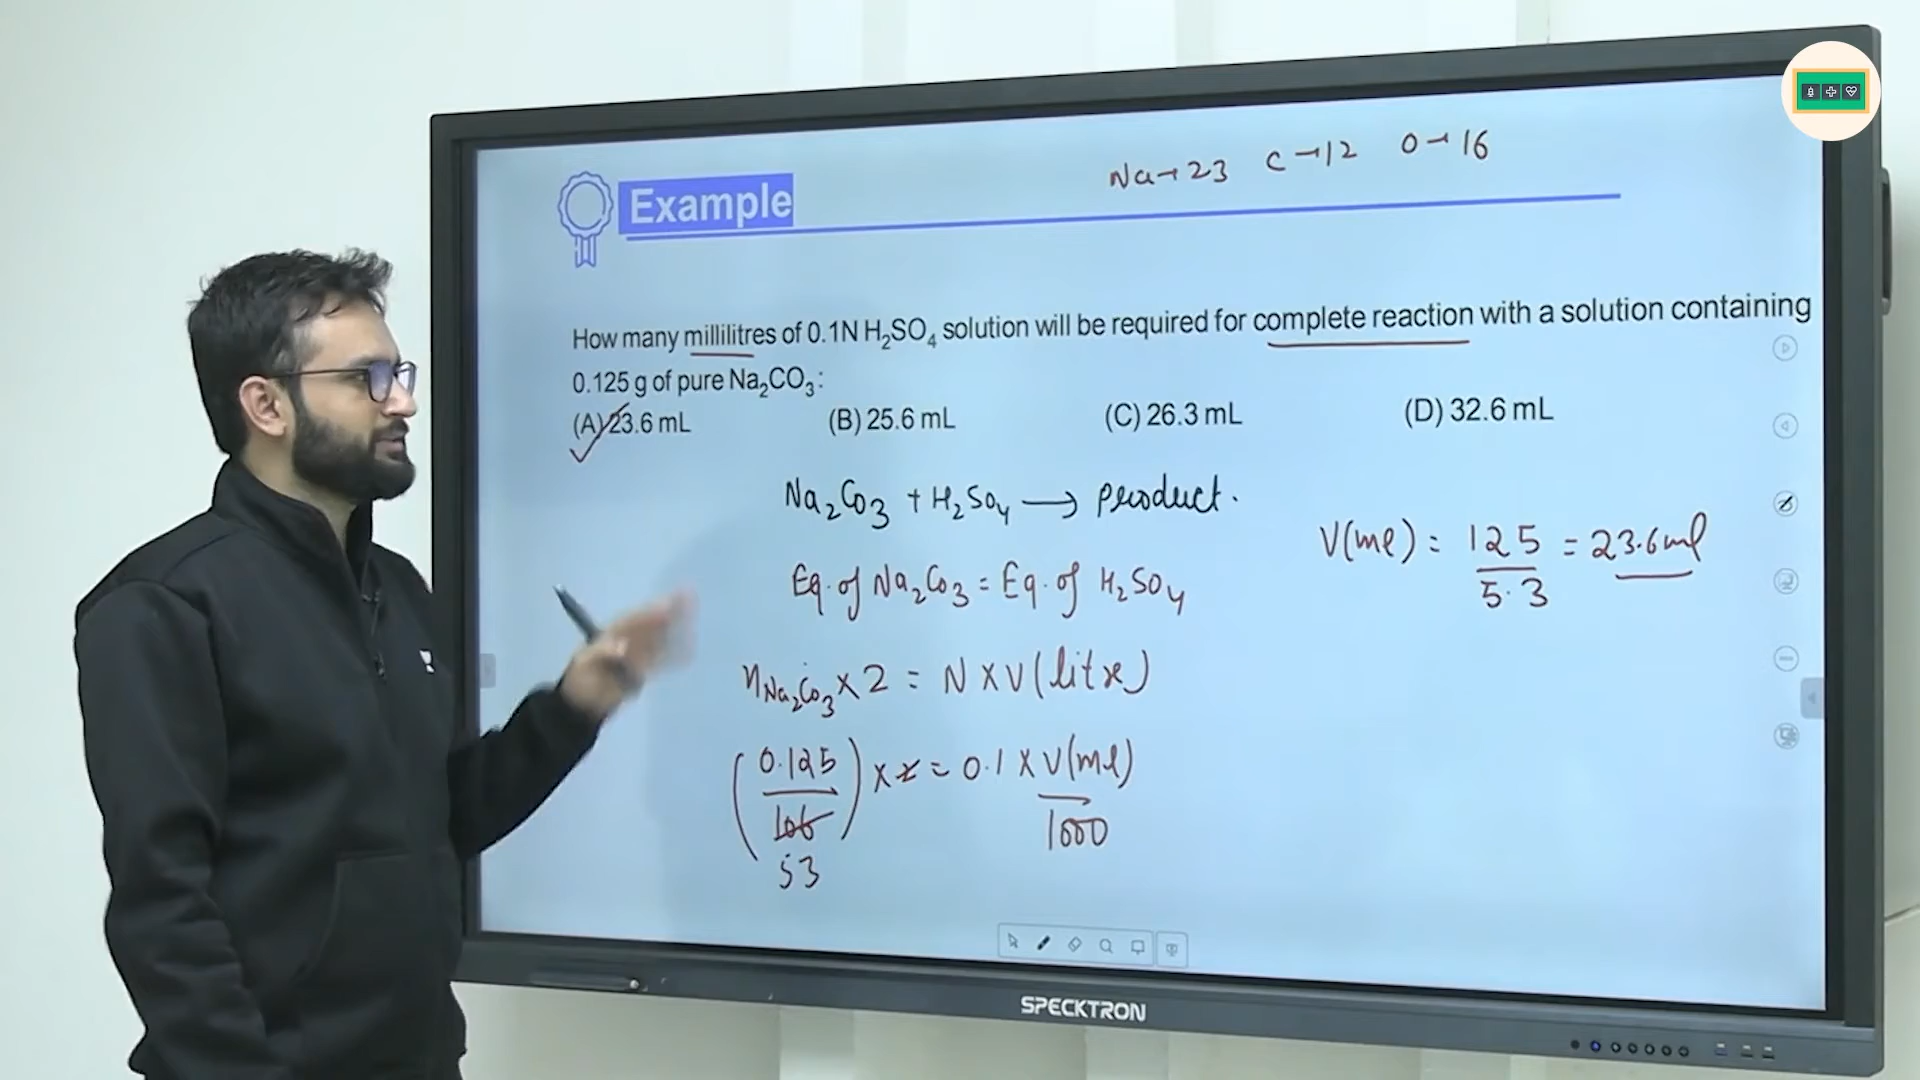 Na→23 C→12 O→16
Example
How many millilitres of 0.1N H₂SO₄ solution will be required for complete reaction with a solution containing
0.125 g of pure Na₂CO₃:
(A) 23.6 mL (B) 25.6 mL (C) 26.3 mL (D) 32.6 mL
Na₂CO₃ + H₂SO₄ ⟶ product.
V(ml) = 125/5.3 = 23.6ml
Eq. of Na₂CO₃ = Eq. of H₂SO₄
nNa₂CO₃ × 2 = N × V(litre)
(0.125/106) × 2 = 0.1 × V(ml)/1000
53
SPECKTRON